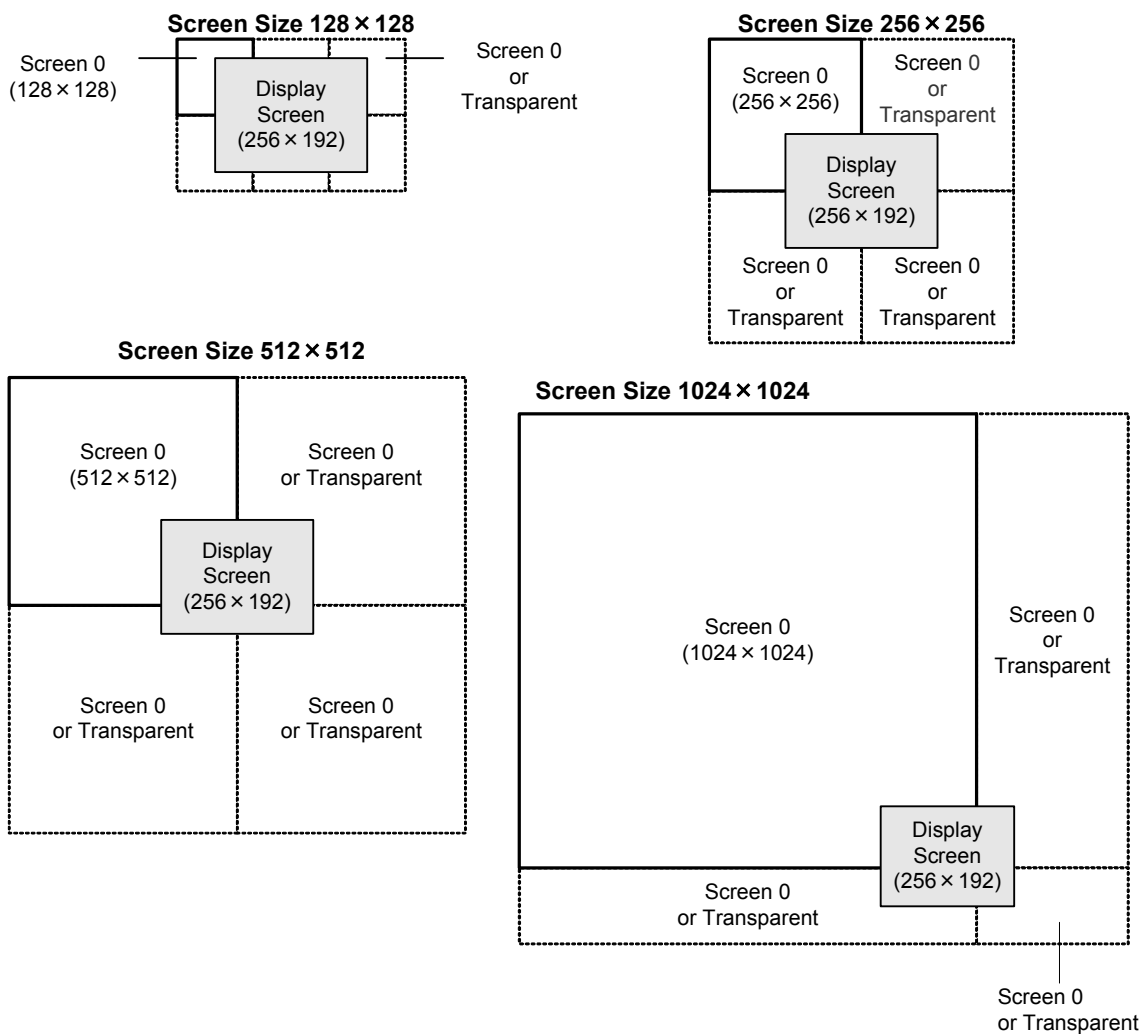 Screen Size 128×128
Screen 0
(128×128)
Display
Screen
(256×192)
Screen 0
or
Transparent
Screen Size 256×256
Screen 0
(256×256)
Screen 0
or
Transparent
Display
Screen
(256×192)
Screen 0
or
Transparent
Screen 0
or
Transparent
Screen Size 512×512
Screen 0
(512×512)
Screen 0
or Transparent
Display
Screen
(256×192)
Screen 0
or Transparent
Screen 0
or Transparent
Screen Size 1024×1024
Screen 0
(1024×1024)
Screen 0
or
Transparent
Display
Screen
(256×192)
Screen 0
or Transparent
Screen 0
or Transparent